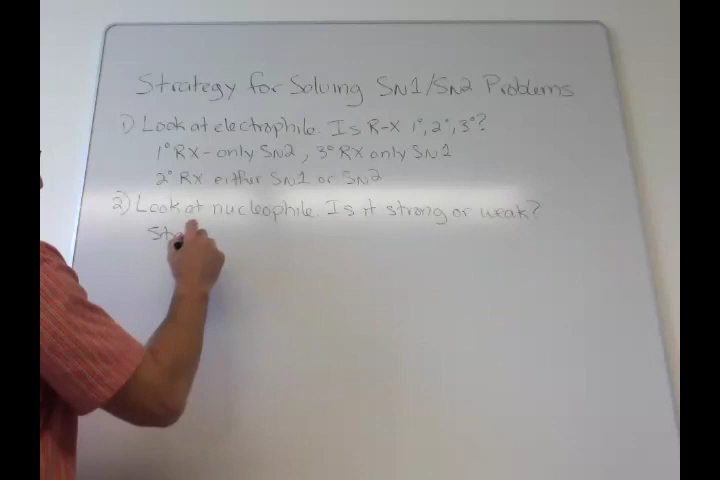 Strategy for Solving SN1/SN2 Problems
1) Look at electrophile. Is R-X 1°, 2°, 3°?
1° RX - only SN2, 3° RX only SN1
2° RX either SN1 or SN2
2) Look at nucleophile. Is it strong or weak?
St